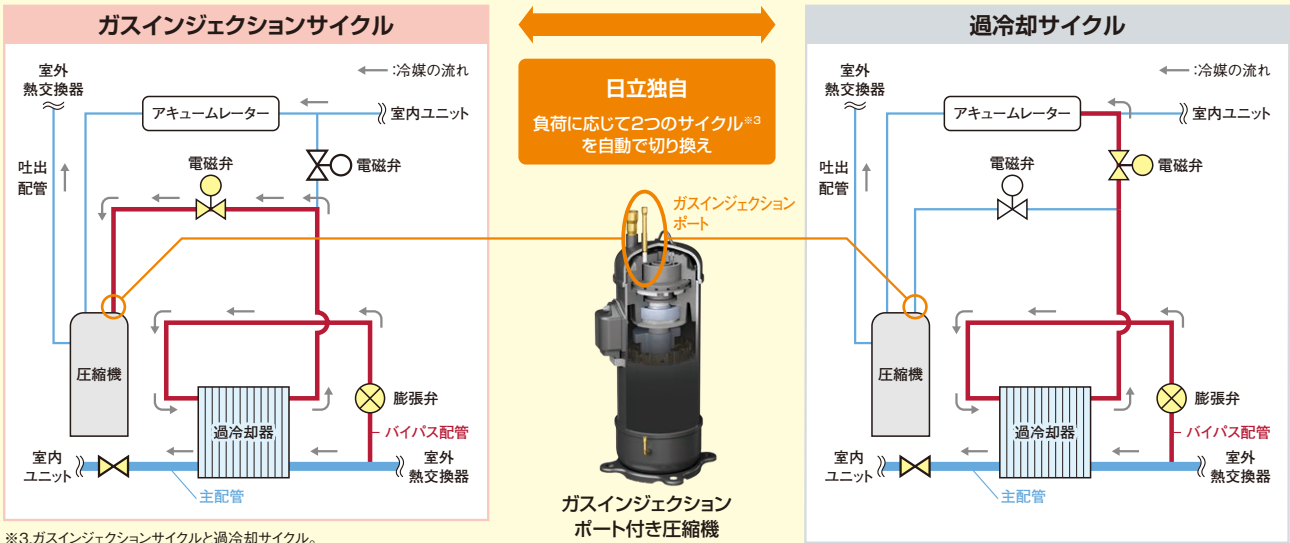 ガスインジェクションサイクル
室外
熱交換器
←:冷媒の流れ
アキュームレーター
室内ユニット
吐出
配管
電磁弁
電磁弁
圧縮機
過冷却器
膨張弁
バイパス配管
室内
ユニット
室外
熱交換器
主配管
※3.ガスインジェクションサイクルと過冷却サイクル。
日立独自
負荷に応じて2つのサイクル※3
を自動で切り換え
ガスインジェクション
ポート
ガスインジェクション
ポート付き圧縮機
過冷却サイクル
室外
熱交換器
←:冷媒の流れ
アキュームレーター
室内ユニット
吐出
配管
電磁弁
電磁弁
圧縮機
過冷却器
膨張弁
バイパス配管
室内
ユニット
室外
熱交換器
主配管